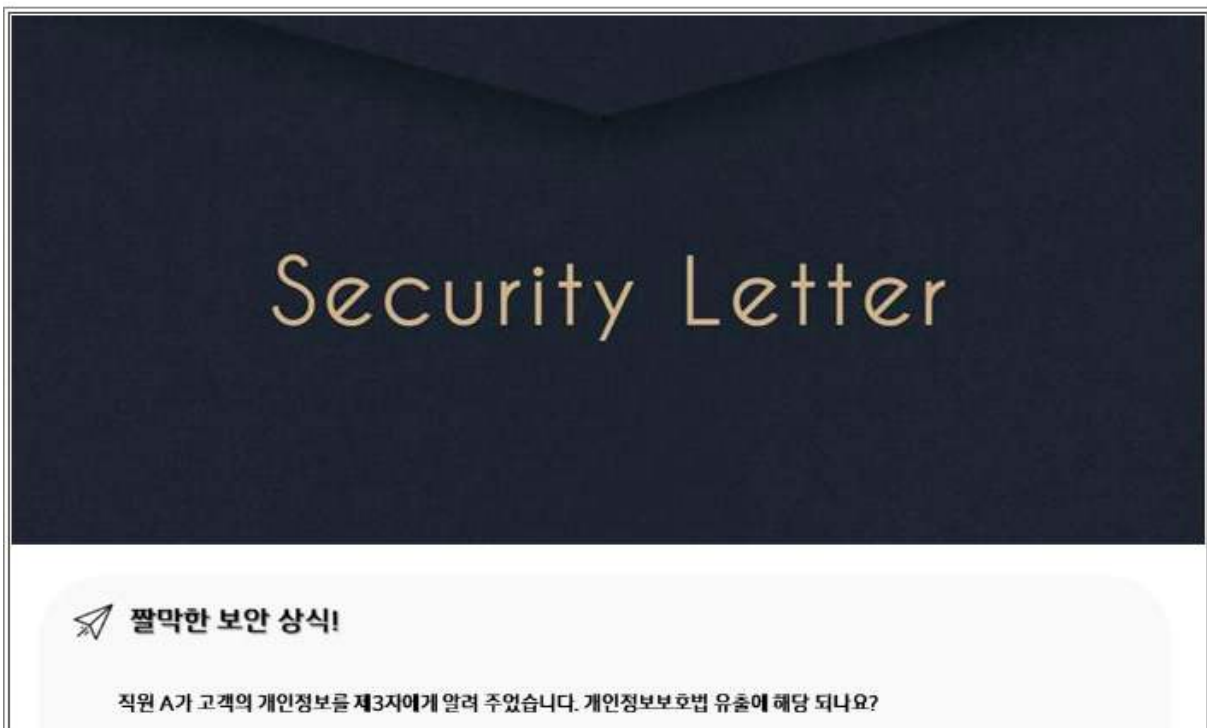 Security Letter
짤막한 보안 상식!
직원 A가 고객의 개인정보를 제3자에게 알려 주었습니다. 개인정보보호법 유출에 해당 되나요?